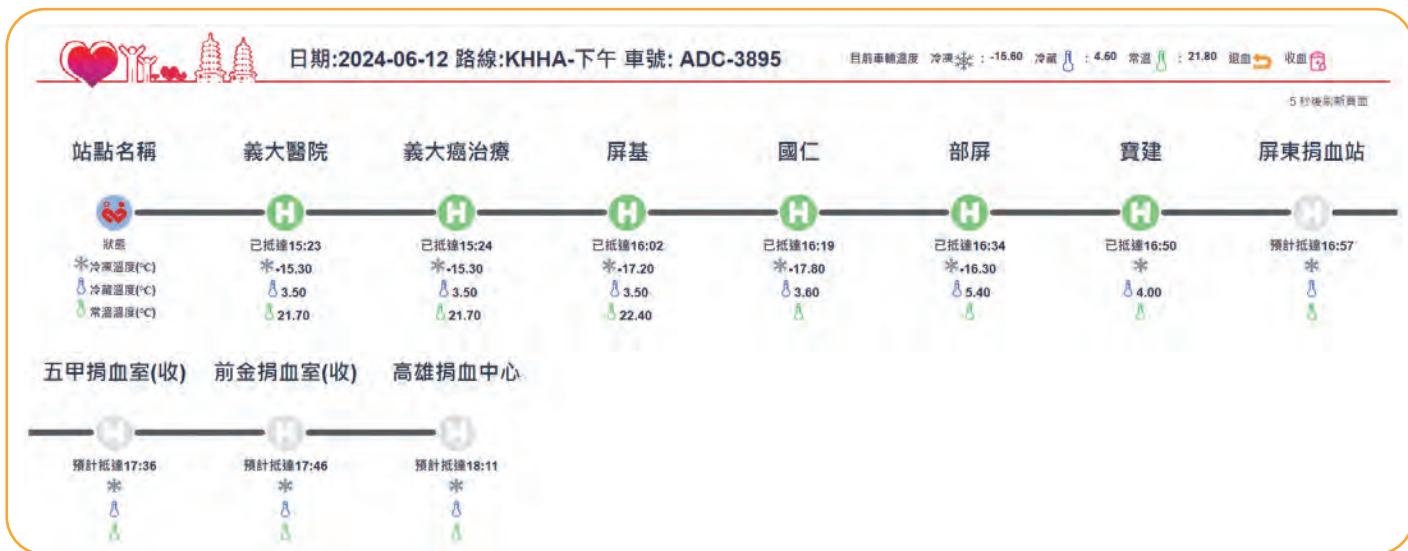 日期:2024-06-12 路線:KHHA-下午 車號: ADC-3895
目前車輛溫度 冷凍 : -15.60 冷藏 : 4.60 常溫 : 21.80 退血 收血
5 秒後刷新頁面
站點名稱 義大醫院 義大癌治療 屏基 國仁 部屏 寶建 屏東捐血站
狀態 已抵達15:23 已抵達15:24 已抵達16:02 已抵達16:19 已抵達16:34 已抵達16:50 預計抵達16:57
冷凍溫度(°C) -15.30 -15.30 -17.20 -17.80 -16.30
冷藏溫度(°C) 3.50 3.50 3.50 3.60 5.40 4.00
常溫溫度(°C) 21.70 21.70 22.40
五甲捐血室(收) 前金捐血室(收) 高雄捐血中心
預計抵達17:36 預計抵達17:46 預計抵達18:11